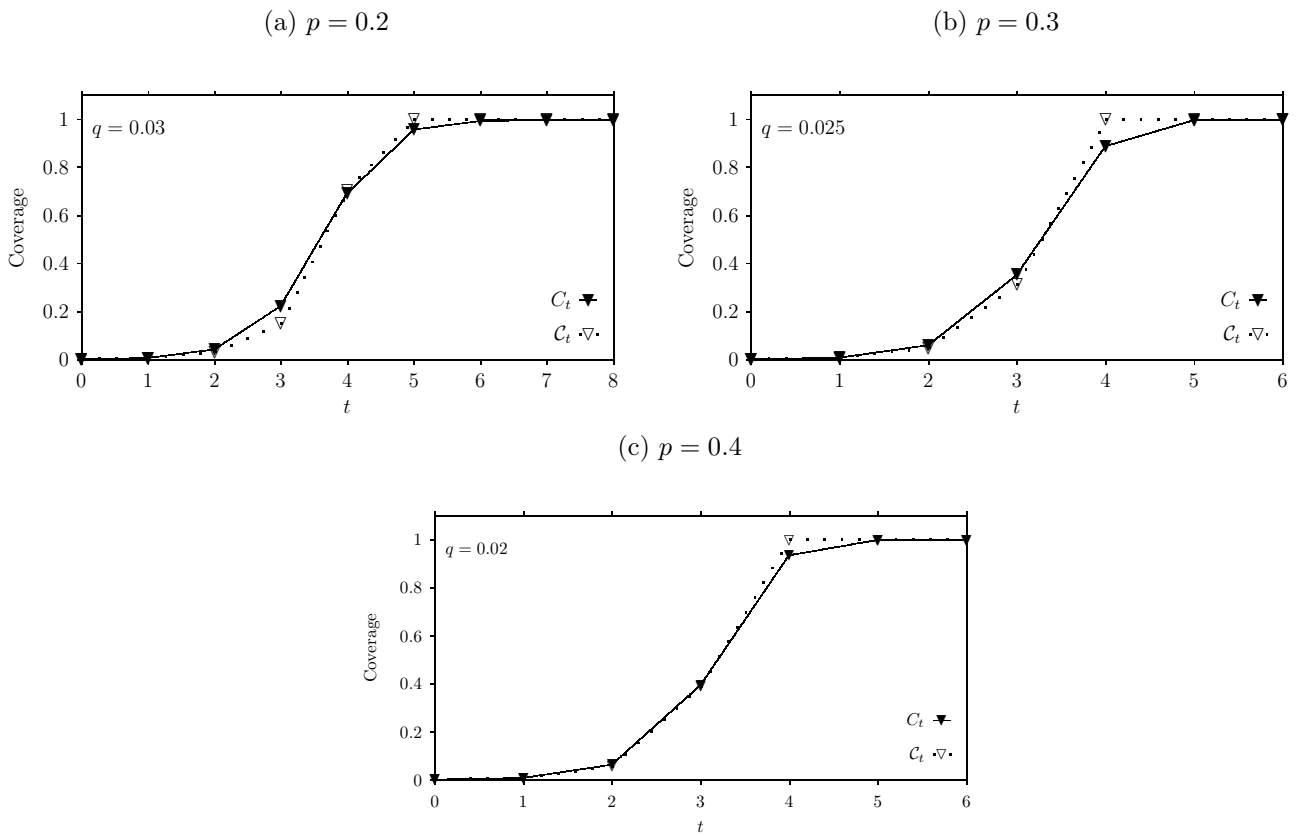 (a) p = 0.2
q = 0.03
Coverage
1
0.8
0.6
0.4
0.2
0
C_t
𝒞_t
0 1 2 3 4 5 6 7 8
t
(b) p = 0.3
q = 0.025
Coverage
1
0.8
0.6
0.4
0.2
0
C_t
𝒞_t
0 1 2 3 4 5 6
t
(c) p = 0.4
q = 0.02
Coverage
1
0.8
0.6
0.4
0.2
0
C_t
𝒞_t
0 1 2 3 4 5 6
t